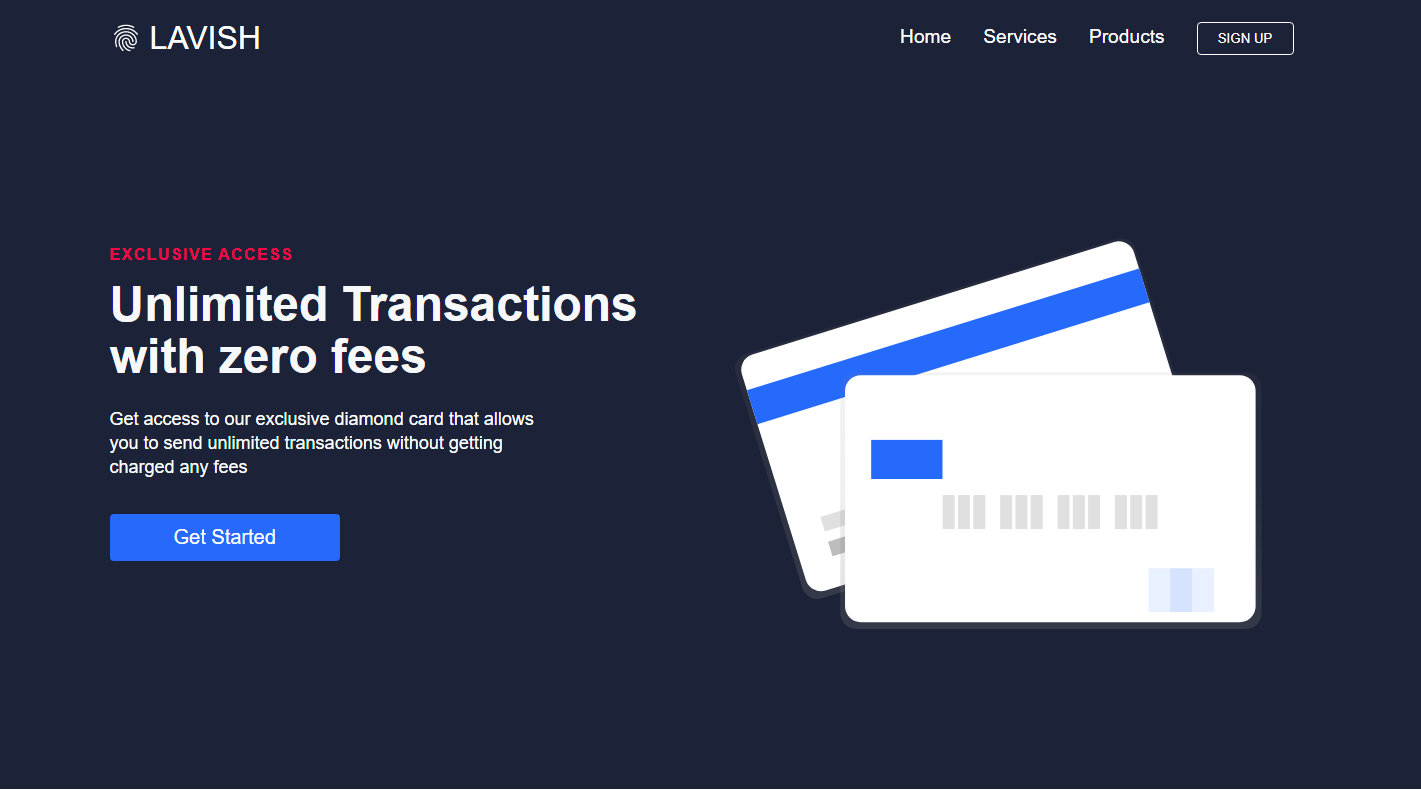 LAVISH
Home
Services
Products
SIGN UP
EXCLUSIVE ACCESS
Unlimited Transactions
with zero fees
Get access to our exclusive diamond card that allows
you to send unlimited transactions without getting
charged any fees
Get Started